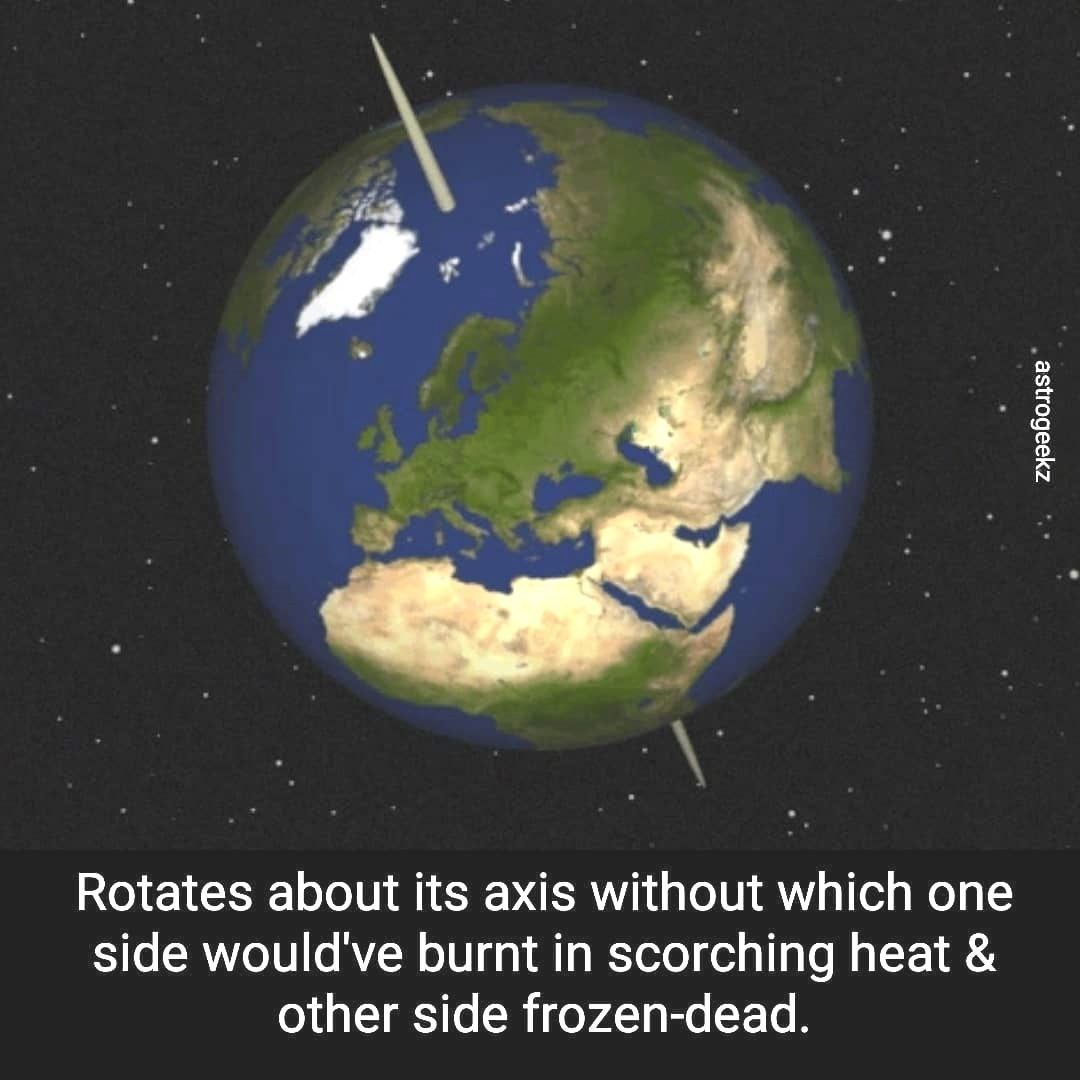 astrogeekz
Rotates about its axis without which one
side would've burnt in scorching heat &
other side frozen-dead.